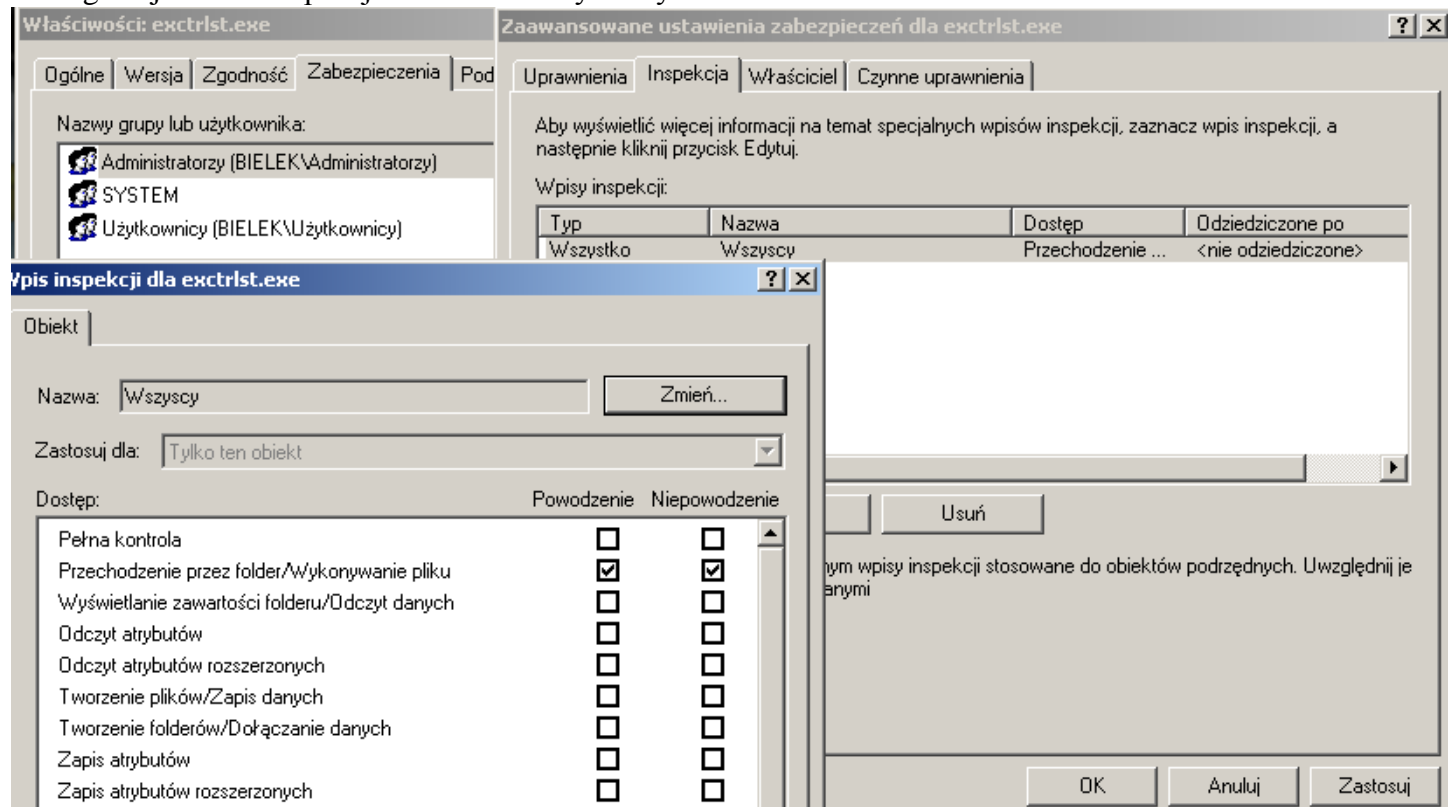 Właściwości: exctrlst.exe
Ogólne Wersja Zgodność Zabezpieczenia Pod
Nazwy grupy lub użytkownika:
Administratorzy (BIELEK\Administratorzy)
SYSTEM
Użytkownicy (BIELEK\Użytkownicy)
Zaawansowane ustawienia zabezpieczeń dla exctrlst.exe
Uprawnienia Inspekcja Właściciel Czynne uprawnienia
Aby wyświetlić więcej informacji na temat specjalnych wpisów inspekcji, zaznacz wpis inspekcji, a
następnie kliknij przycisk Edytuj.
Wpisy inspekcji:
Typ Nazwa Dostęp Odziedziczone po
Wszystko Wszyscy Przechodzenie ... <nie odziedziczone>
Usuń
ym wpisy inspekcji stosowane do obiektów podrzędnych. Uwzględnij je
anymi
OK Anuluj Zastosuj
Wpis inspekcji dla exctrlst.exe
Obiekt
Nazwa: Wszyscy Zmień...
Zastosuj dla: Tylko ten obiekt
Dostęp: Powodzenie Niepowodzenie
Pełna kontrola
Przechodzenie przez folder/Wykonywanie pliku
Wyświetlanie zawartości folderu/Odczyt danych
Odczyt atrybutów
Odczyt atrybutów rozszerzonych
Tworzenie plików/Zapis danych
Tworzenie folderów/Dołączanie danych
Zapis atrybutów
Zapis atrybutów rozszerzonych